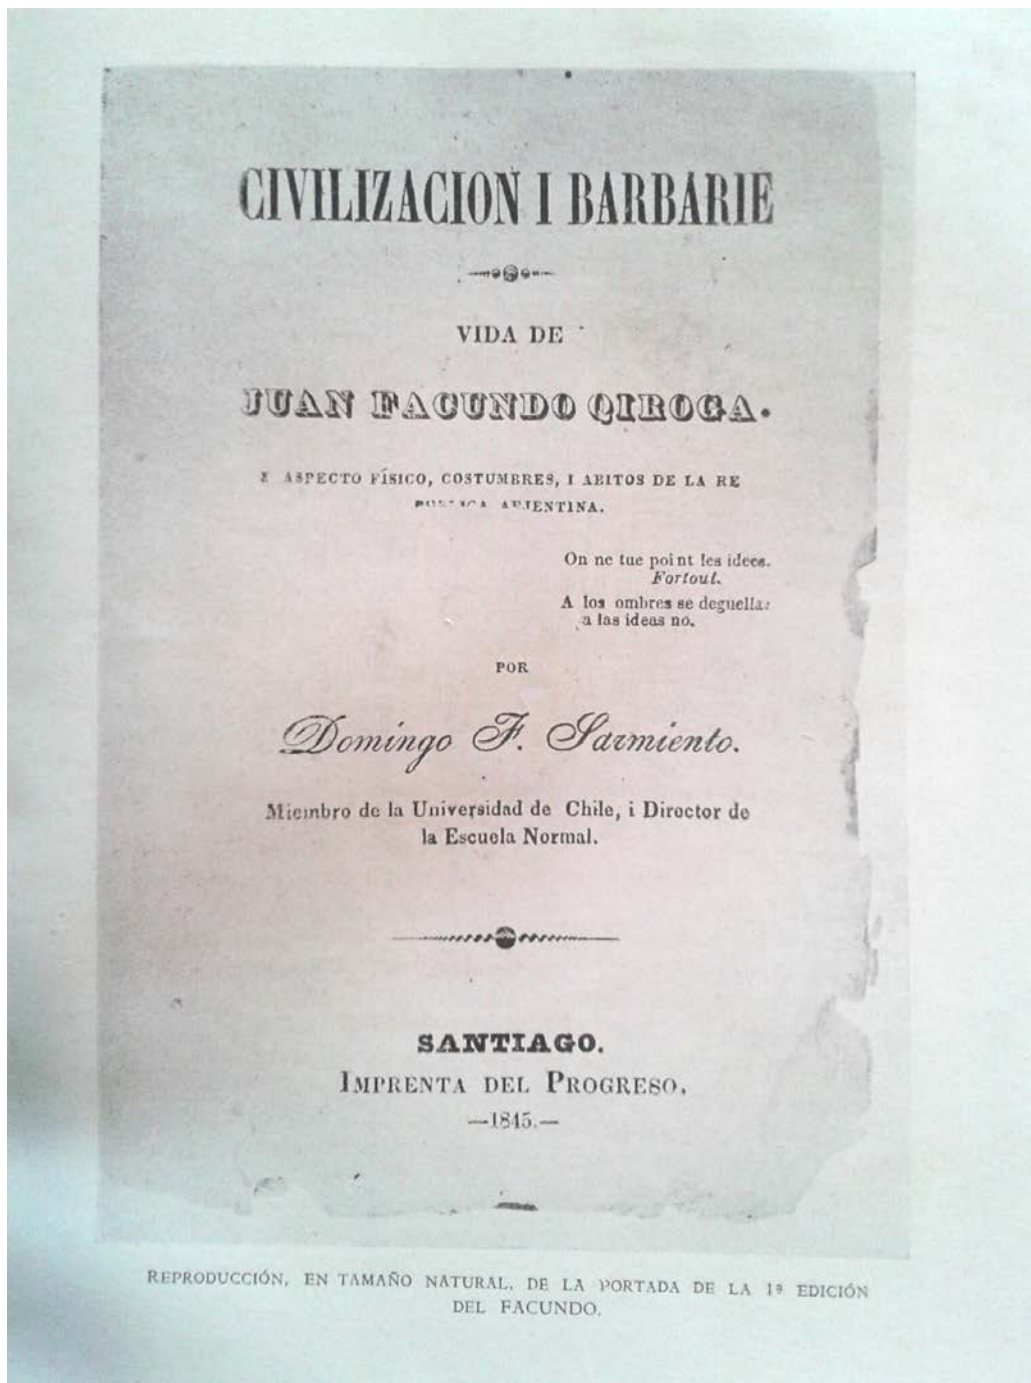 CIVILIZACION I BARBARIE
VIDA DE
JUAN FACUNDO QIROGA.
I ASPECTO FÍSICO, COSTUMBRES, I ABITOS DE LA RE
PUBLICA ARJENTINA.
On ne tue point les idees.
Fortoul.
A los ombres se deguella:
a las ideas no.
POR
Domingo F. Sarmiento.
Miembro de la Universidad de Chile, i Director de
la Escuela Normal.
SANTIAGO.
IMPRENTA DEL PROGRESO.
—1845.—
REPRODUCCIÓN, EN TAMAÑO NATURAL, DE LA PORTADA DE LA 1ª EDICIÓN
DEL FACUNDO.